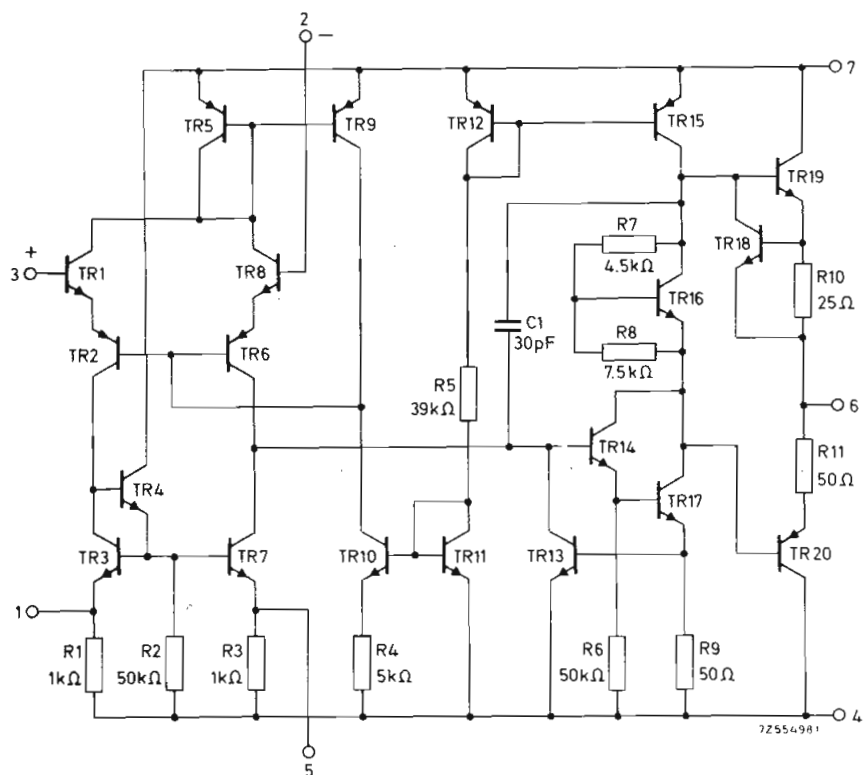 2
−
7
TR5
TR9
TR12
TR15
TR19
+
3
TR1
TR8
R7
4.5kΩ
TR18
R10
25Ω
TR16
C1
30pF
R8
7.5kΩ
TR2
TR6
R5
39kΩ
6
TR14
R11
50Ω
TR4
TR17
TR3
TR7
TR10
TR11
TR13
TR20
1
R1
1kΩ
R2
50kΩ
R3
1kΩ
R4
5kΩ
R6
50kΩ
R9
50Ω
4
7Z554981
5